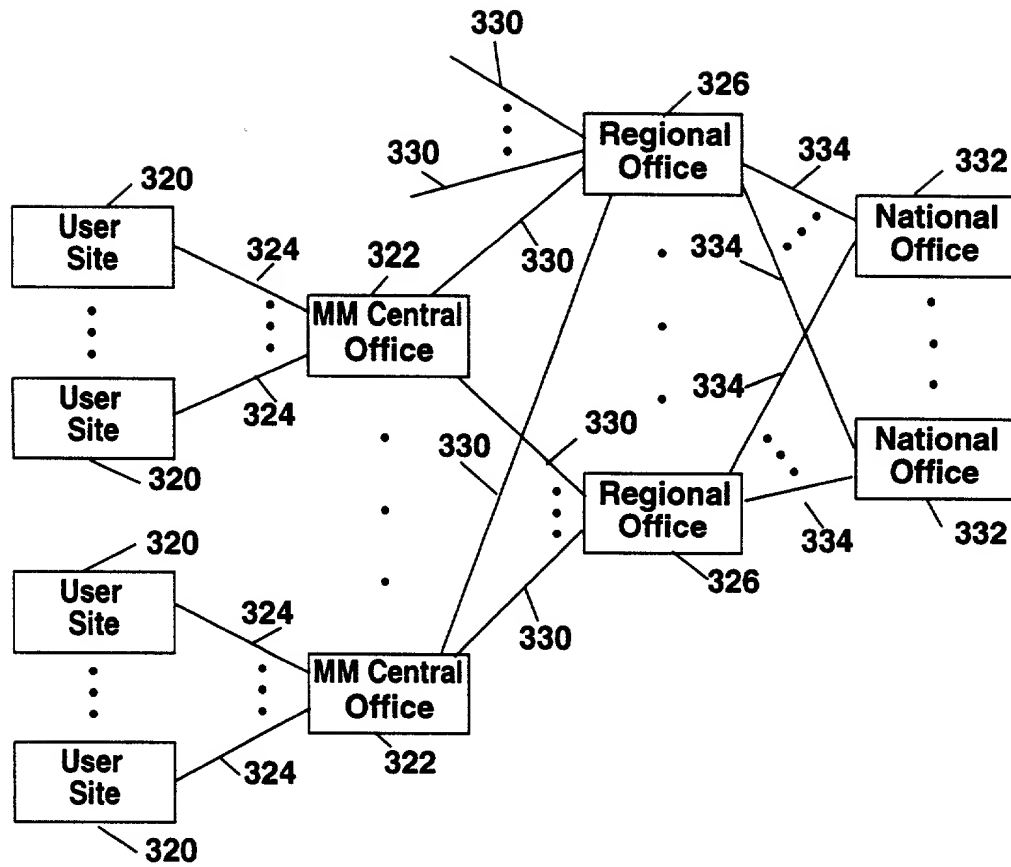 330
326
Regional
Office
330
334
332
320
User
Site
National
Office
324
322
330
334
MM Central
Office
334
User
Site
324
330
330
National
Office
320
Regional
Office
334
332
320
326
User
Site
324
330
MM Central
Office
User
Site
324
322
320